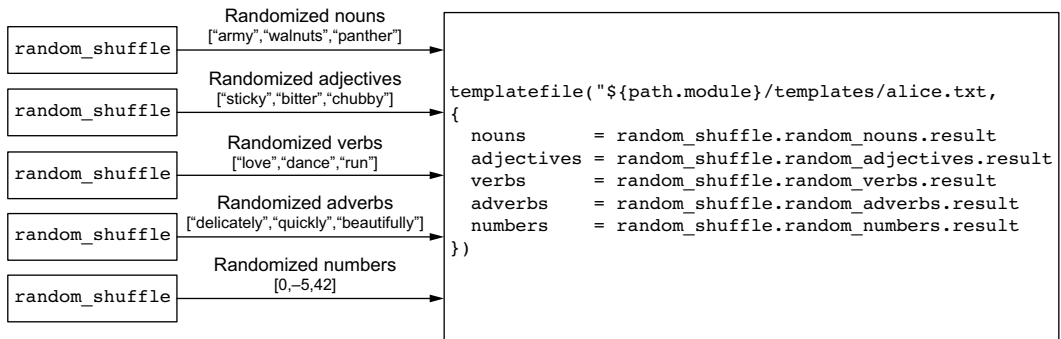 random_shuffle
Randomized nouns
[“army”,“walnuts”,“panther”]
random_shuffle
Randomized adjectives
[“sticky”,“bitter”,“chubby”]
random_shuffle
Randomized verbs
[“love”,“dance”,“run”]
random_shuffle
Randomized adverbs
[“delicately”,“quickly”,“beautifully”]
random_shuffle
Randomized numbers
[0,–5,42]
templatefile("${path.module}/templates/alice.txt,
{
  nouns       = random_shuffle.random_nouns.result
  adjectives = random_shuffle.random_adjectives.result
  verbs       = random_shuffle.random_verbs.result
  adverbs     = random_shuffle.random_adverbs.result
  numbers     = random_shuffle.random_numbers.result
})